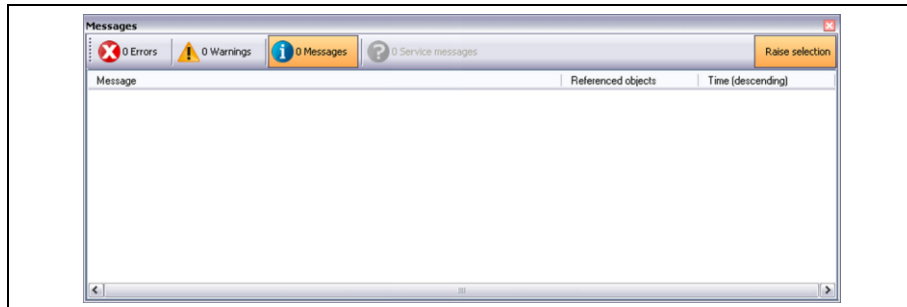 Messages
0 Errors 0 Warnings 0 Messages 0 Service messages Raise selection
Message Referenced objects Time (descending)